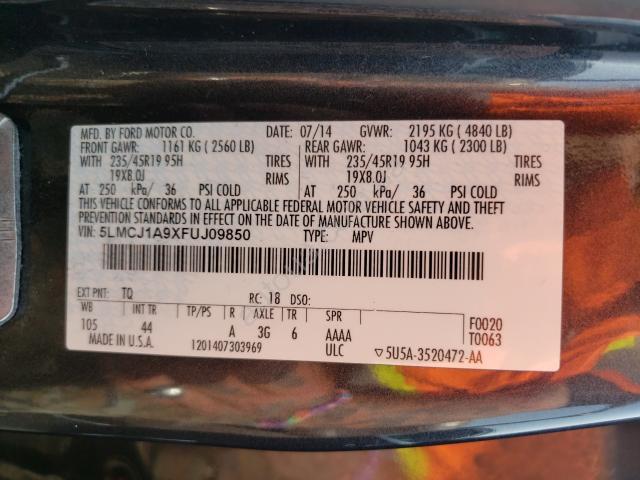 MFD. BY FORD MOTOR CO.
DATE: 07/14 GVWR: 2195 KG ( 4840 LB)
FRONT GAWR: 1161 KG ( 2560 LB) REAR GAWR: 1043 KG ( 2300 LB)
WITH 235/45R19 95H TIRES WITH 235/45R19 95H TIRES
19X8.0J RIMS 19X8.0J RIMS
AT 250 kPa/ 36 PSI COLD AT 250 kPa/ 36 PSI COLD
THIS VEHICLE CONFORMS TO ALL APPLICABLE FEDERAL MOTOR VEHICLE SAFETY AND THEFT
PREVENTION STANDARDS IN EFFECT ON THE DATE OF MANUFACTURE SHOWN ABOVE.
VIN: 5LMCJ1A9XFUJ09850 TYPE: MPV
EXT PNT: TQ RC: 18 DSO:
WB INT TR TP/PS R AXLE TR SPR
105 44 A 3G 6 AAAA
F0020
T0063
MADE IN U.S.A. 1201407303969 ULC ▽5U5A-3520472-AA